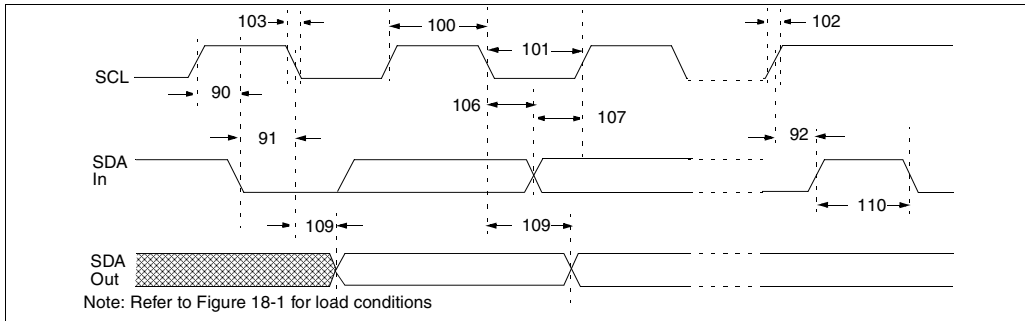 103
100
102
101
SCL
90
106
107
91
92
SDA
In
110
109
109
SDA
Out
Note: Refer to Figure 18-1 for load conditions